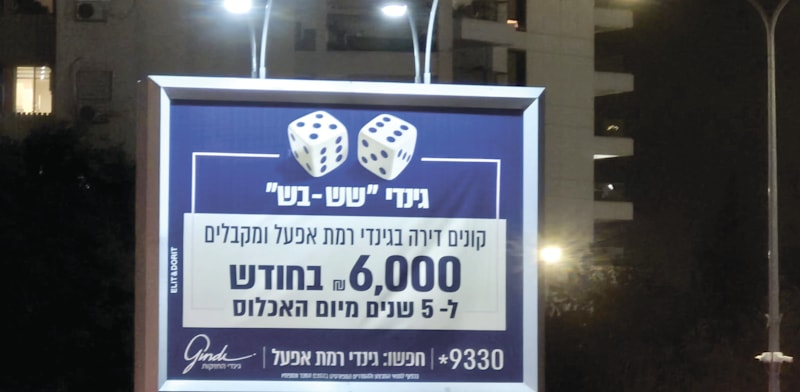 גינדי "שש-בש"
קונים דירה בגינדי רמת אפעל ומקבלים
6,000 ₪ בחודש
ל- 5 שנים מיום האכלוס
*9330 | חפשו: גינדי רמת אפעל
Gindi
גינדי החזקות
ELIT&DORIT